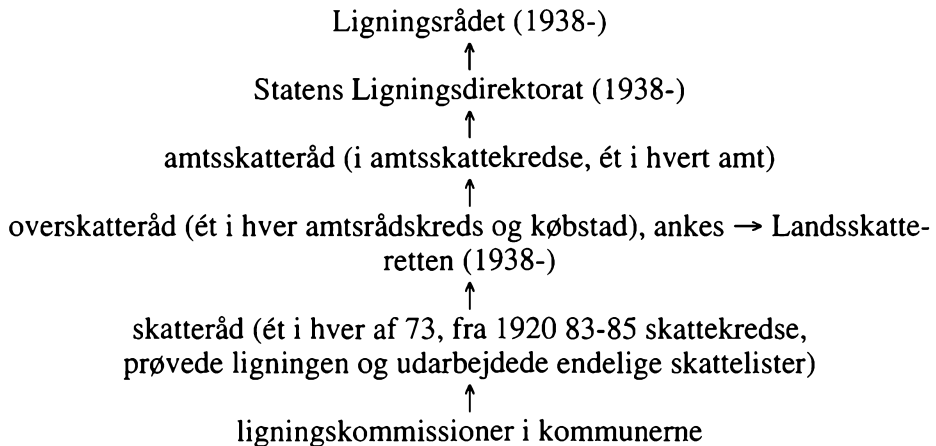 Ligningsrådet (1938-)
↑
Statens Ligningsdirektorat (1938-)
↑
amtsskatteråd (i amtsskattekredse, ét i hvert amt)
↑
overskatteråd (ét i hver amtsrådskreds og købstad), ankes → Landsskatte-
retten (1938-)
↑
skatteråd (ét i hver af 73, fra 1920 83-85 skattekredse,
prøvede ligningen og udarbejdede endelige skattelister)
↑
ligningskommissioner i kommunerne